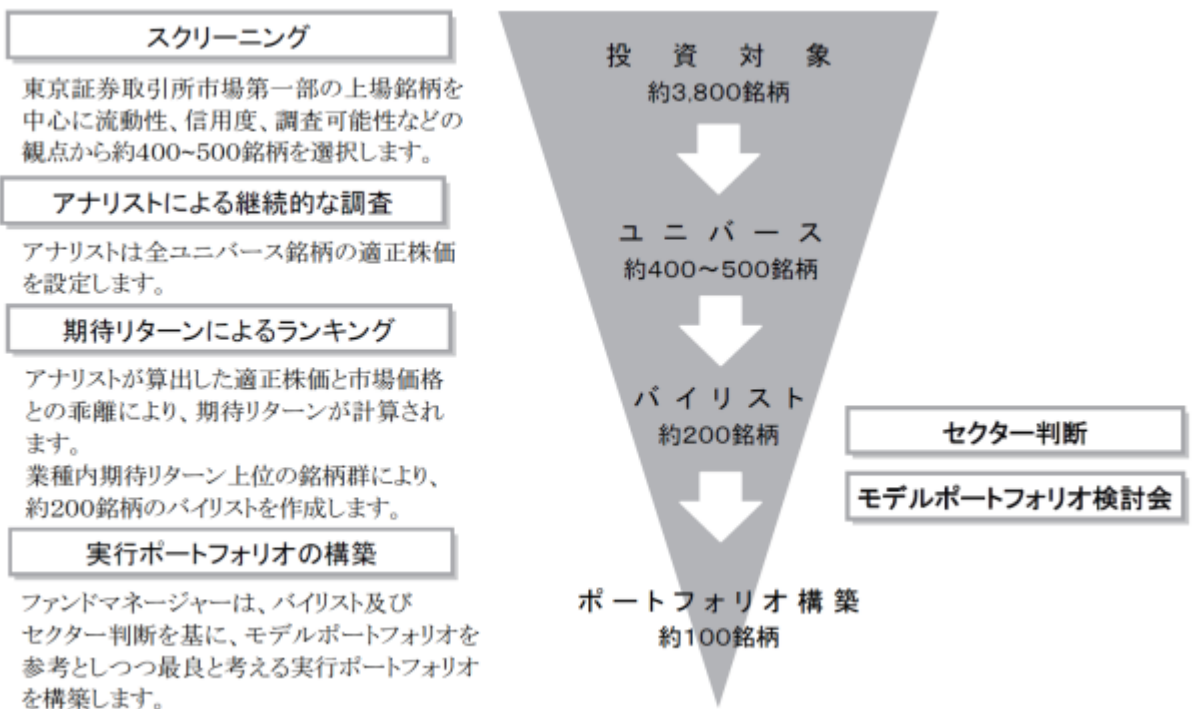 スクリーニング
東京証券取引所市場第一部の上場銘柄を
中心に流動性、信用度、調査可能性などの
観点から約400~500銘柄を選択します。
アナリストによる継続的な調査
アナリストは全ユニバース銘柄の適正株価
を設定します。
期待リターンによるランキング
アナリストが算出した適正株価と市場価格
との乖離により、期待リターンが計算され
ます。
業種内期待リターン上位の銘柄群により、
約200銘柄のバイリストを作成します。
実行ポートフォリオの構築
ファンドマネージャーは、バイリスト及び
セクター判断を基に、モデルポートフォリオを
参考としつつ最良と考える実行ポートフォリオ
を構築します。
投資対象
約3,800銘柄
ユニバース
約400～500銘柄
バイリスト
約200銘柄
ポートフォリオ構築
約100銘柄
セクター判断
モデルポートフォリオ検討会